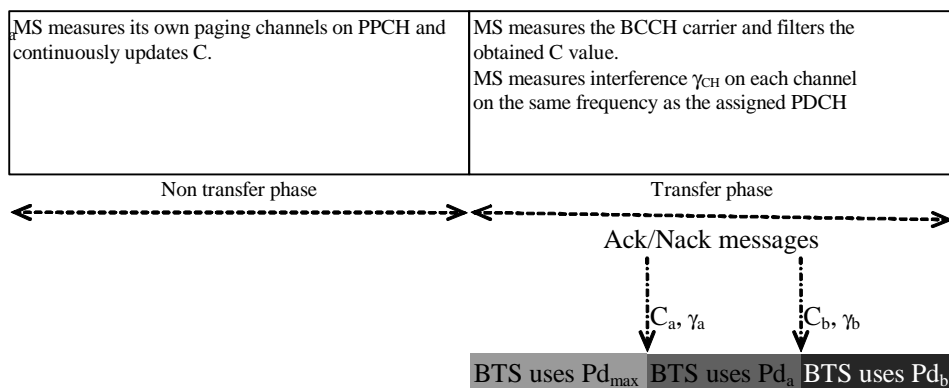 aMS measures its own paging channels on PPCH and
continuously updates C.
MS measures the BCCH carrier and filters the
obtained C value.
MS measures interference γCH on each channel
on the same frequency as the assigned PDCH
Non transfer phase
Transfer phase
Ack/Nack messages
Ca, γa
Cb, γb
BTS uses Pdmax
BTS uses Pda
BTS uses Pdb